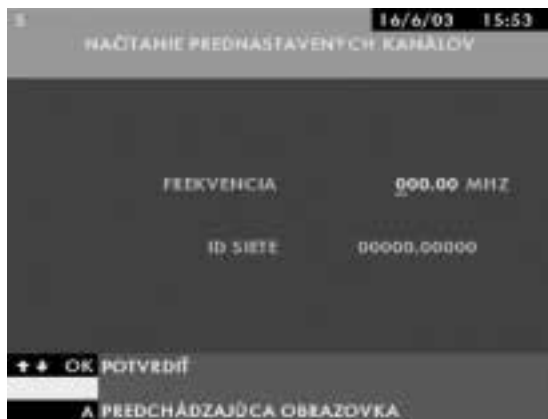 16/6/03 15:53
NAČÍTANIE PREDNASTAVENÝCH KANÁLOV
FREKVENCIA 000.00 MHZ
ID SIETE 00000.00000
OK POTVRDIŤ
A PREDCHÁDZAJÚCA OBRAZOVKA